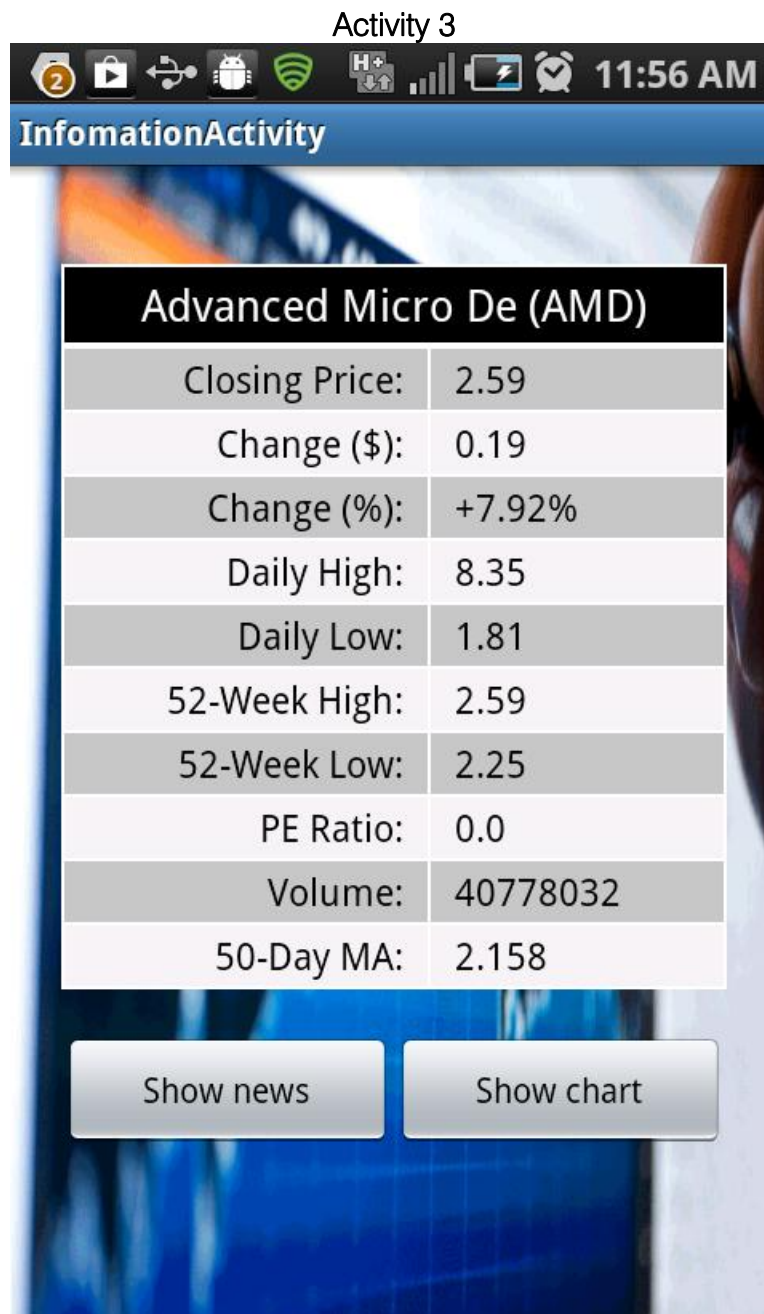 Activity 3
2 H+ 11:56 AM
InfomationActivity
Advanced Micro De (AMD)
Closing Price: 2.59
Change ($): 0.19
Change (%): +7.92%
Daily High: 8.35
Daily Low: 1.81
52-Week High: 2.59
52-Week Low: 2.25
PE Ratio: 0.0
Volume: 40778032
50-Day MA: 2.158
Show news Show chart